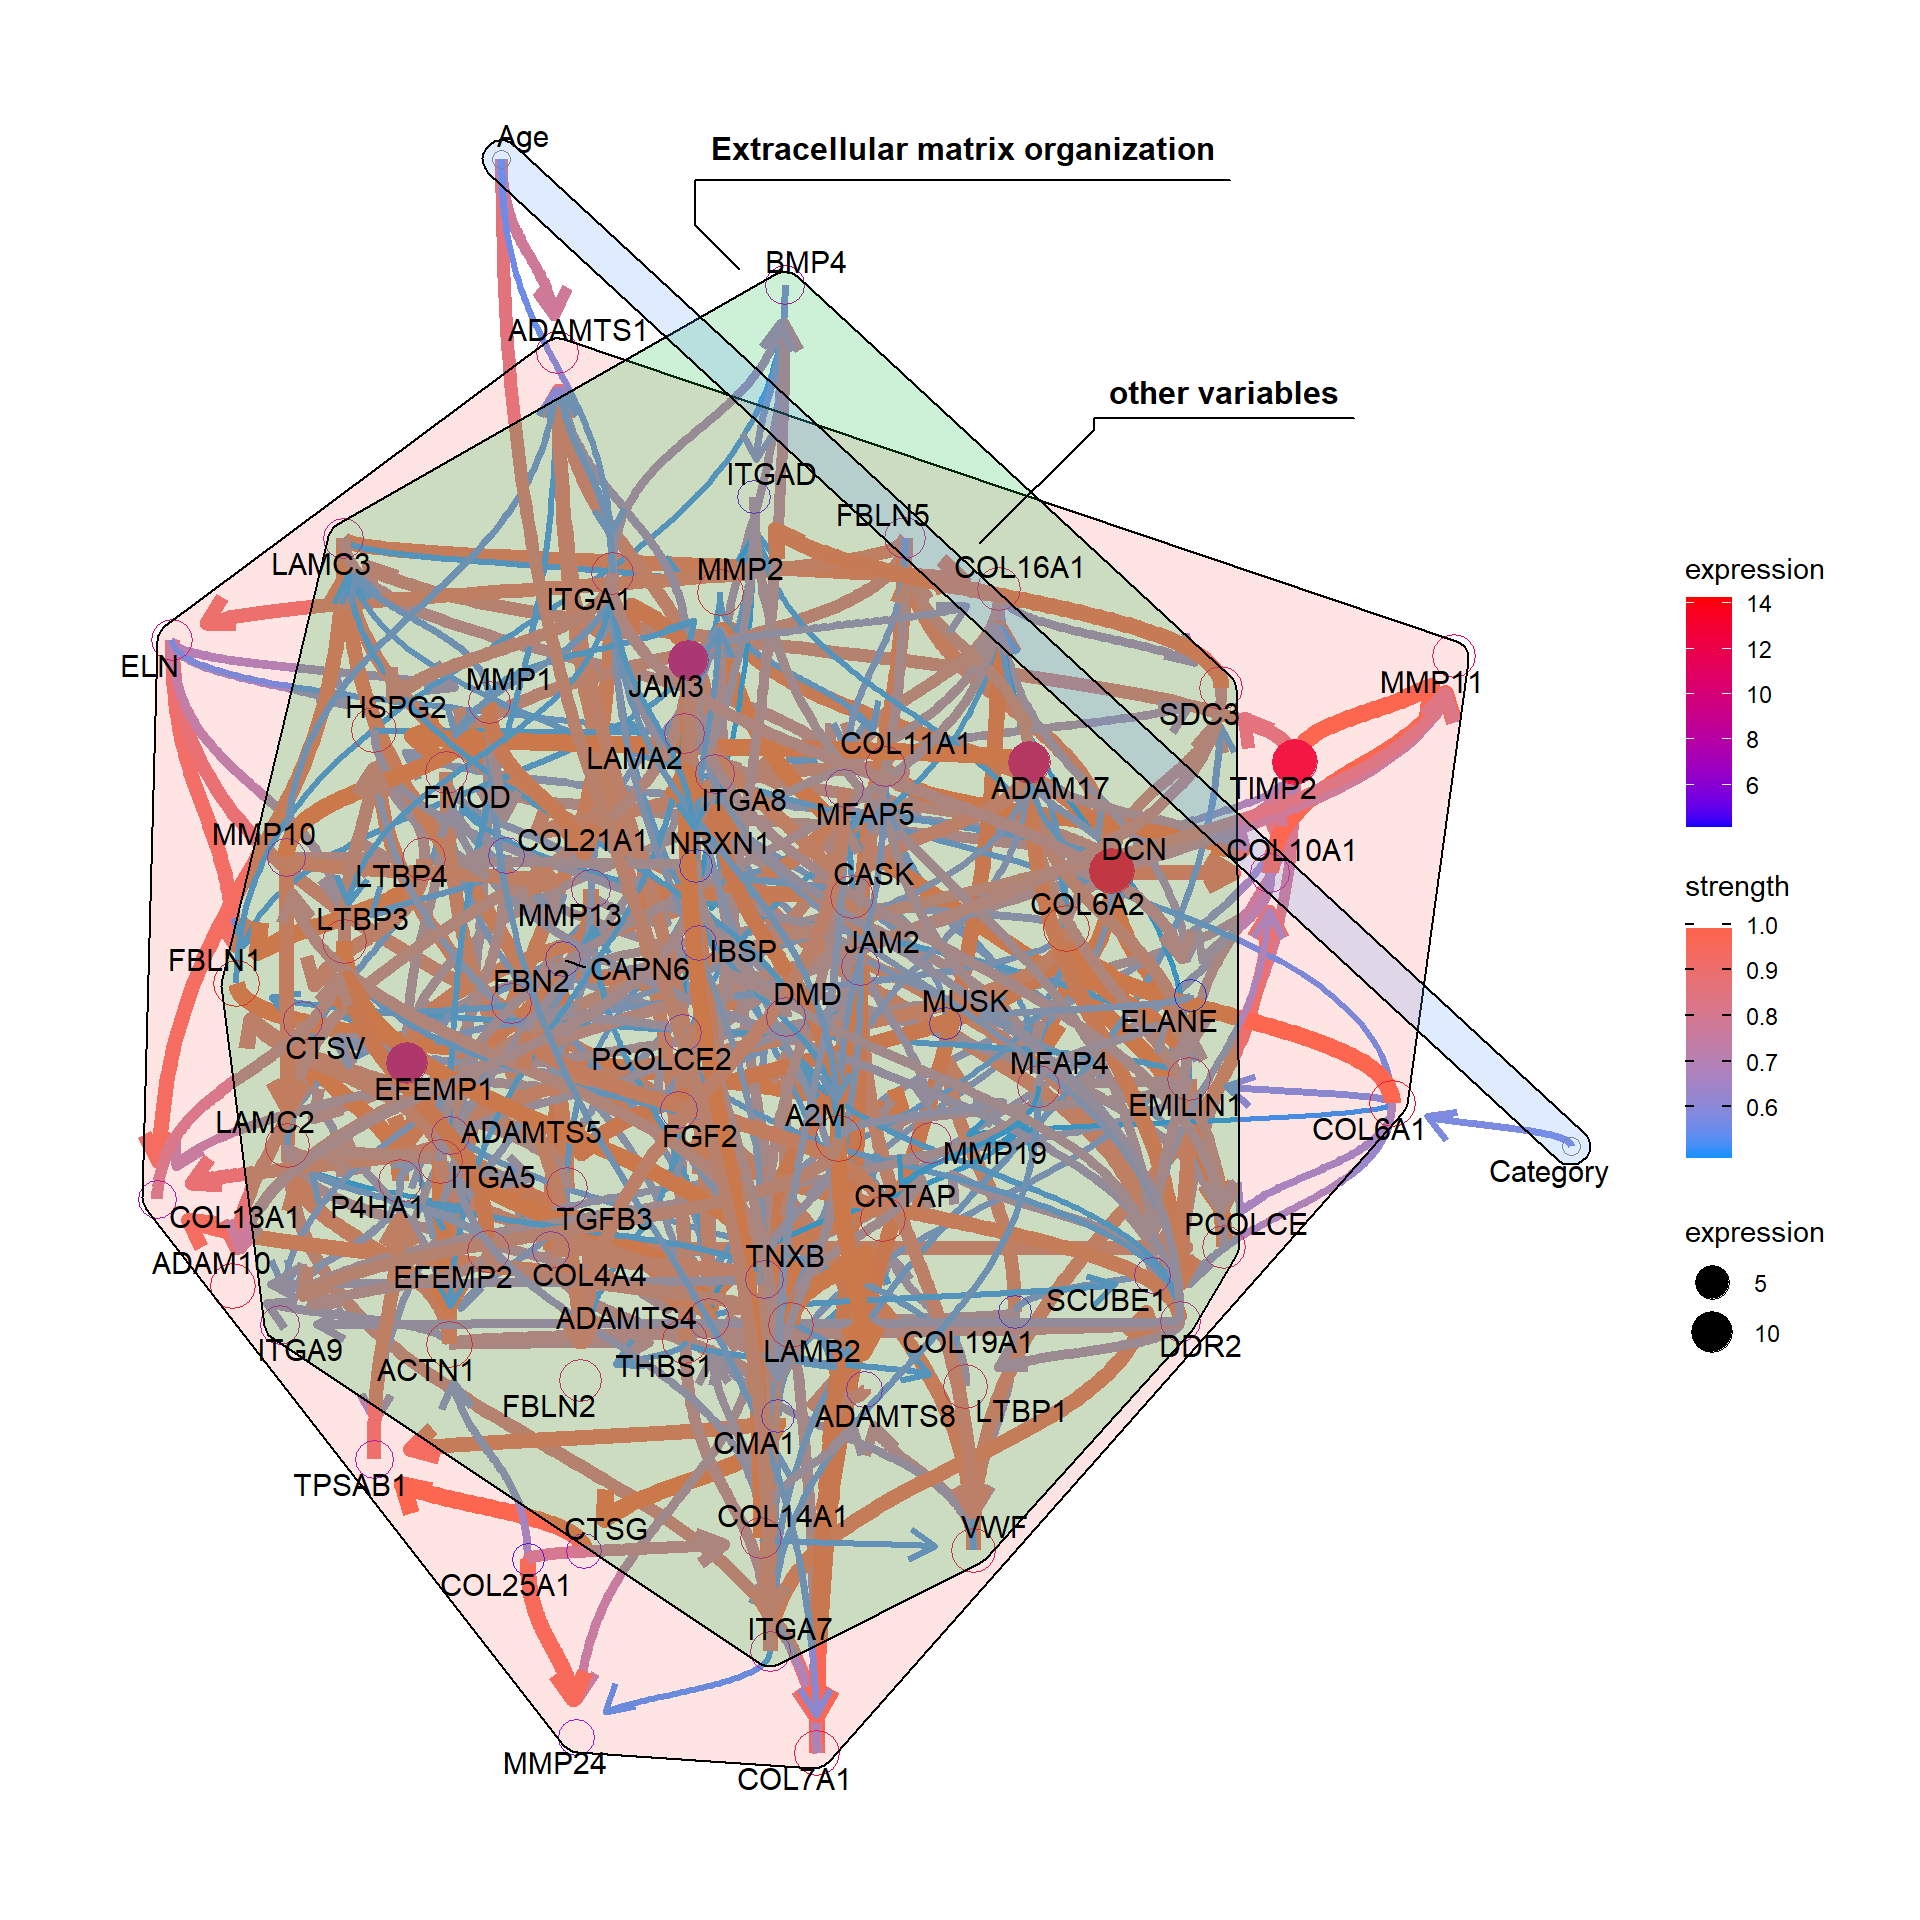 Age
Extracellular matrix organization
BMP4
ADAMTS1
other variables
ITGAD
FBLN5
LAMC3
MMP2
COL16A1
ITGA1
expression
14
12
10
8
6
ELN
MMP1
JAM3
MMP11
HSPG2
SDC3
LAMA2
COL11A1
FMOD
ITGA8
ADAM17
TIMP2
MFAP5
MMP10
COL21A1
NRXN1
DCN
COL10A1
LTBP4
CASK
strength
1.0
0.9
0.8
0.7
0.6
LTBP3
MMP13
COL6A2
FBLN1
IBSP
JAM2
FBN2
CAPN6
DMD
MUSK
ELANE
CTSV
PCOLCE2
MFAP4
EFEMP1
LAMC2
ADAMTS5
FGF2
A2M
EMILIN1
COL6A1
MMP19
Category
ITGA5
P4HA1
CRTAP
COL13A1
TGFB3
PCOLCE
expression
5
10
ADAM10
EFEMP2
COL4A4
TNXB
SCUBE1
ADAMTS4
ITGA9
ACTN1
THBS1
LAMB2
COL19A1
DDR2
FBLN2
ADAMTS8
LTBP1
CMA1
TPSAB1
CTSG
COL14A1
VWF
COL25A1
ITGA7
MMP24
COL7A1